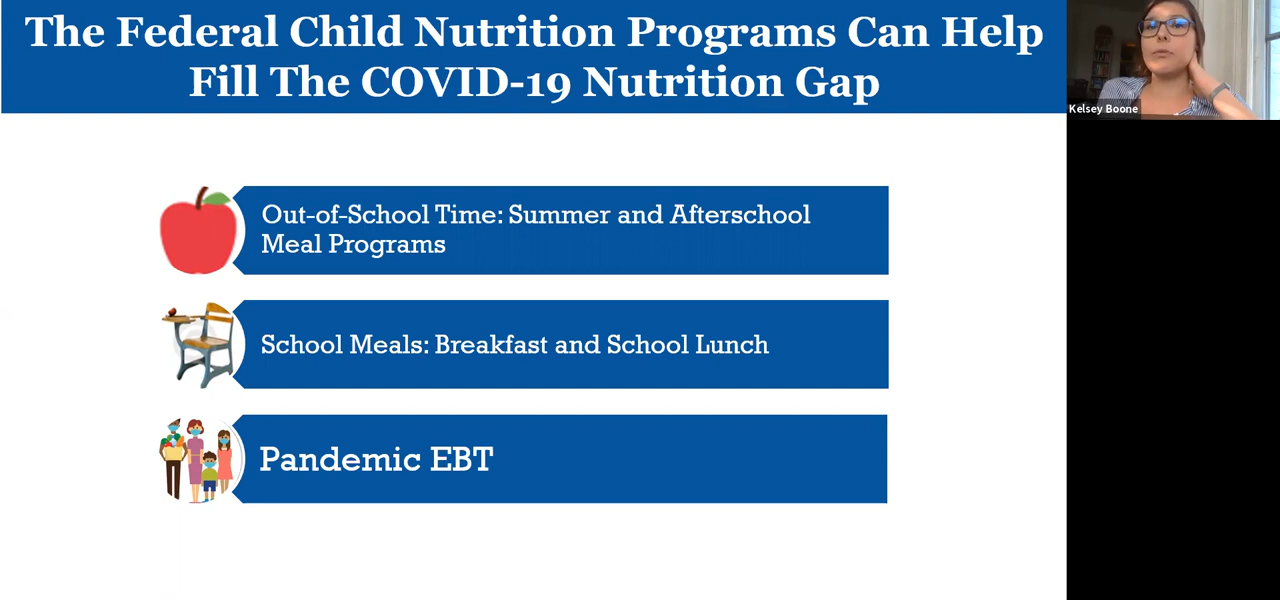 The Federal Child Nutrition Programs Can Help
Fill The COVID-19 Nutrition Gap
Kelsey Boone
Out-of-School Time: Summer and Afterschool
Meal Programs
School Meals: Breakfast and School Lunch
Pandemic EBT